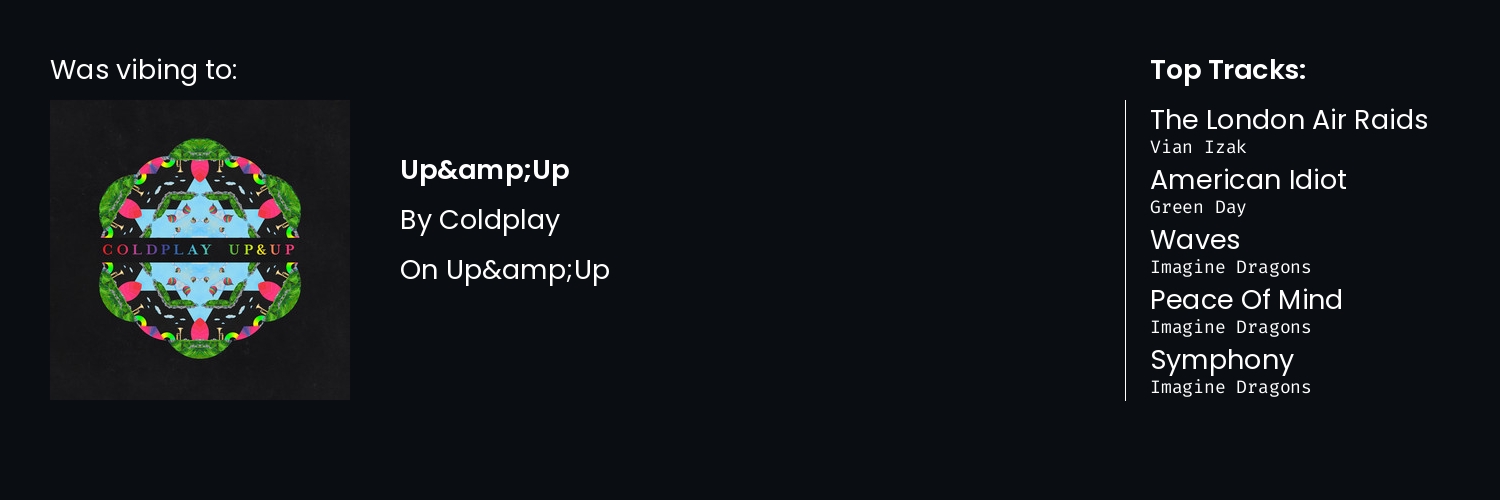 Was vibing to:
COLDPLAY UP&UP
Up&amp;Up
By Coldplay
On Up&amp;Up
Top Tracks:
The London Air Raids
Vian Izak
American Idiot
Green Day
Waves
Imagine Dragons
Peace Of Mind
Imagine Dragons
Symphony
Imagine Dragons